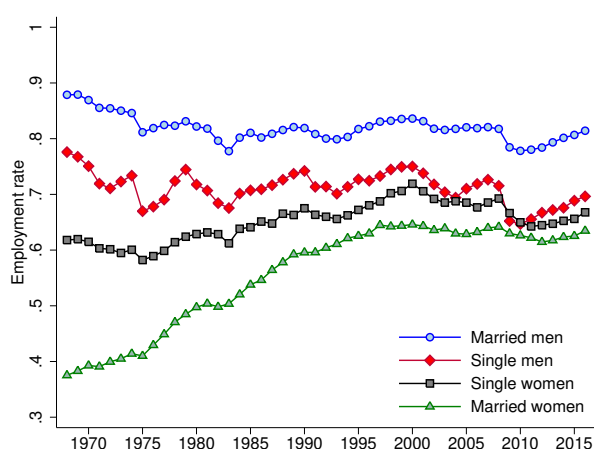 1
.9
.8
.7
.6
.5
.4
.3
Employment rate
Married men
Single men
Single women
Married women
1970 1975 1980 1985 1990 1995 2000 2005 2010 2015